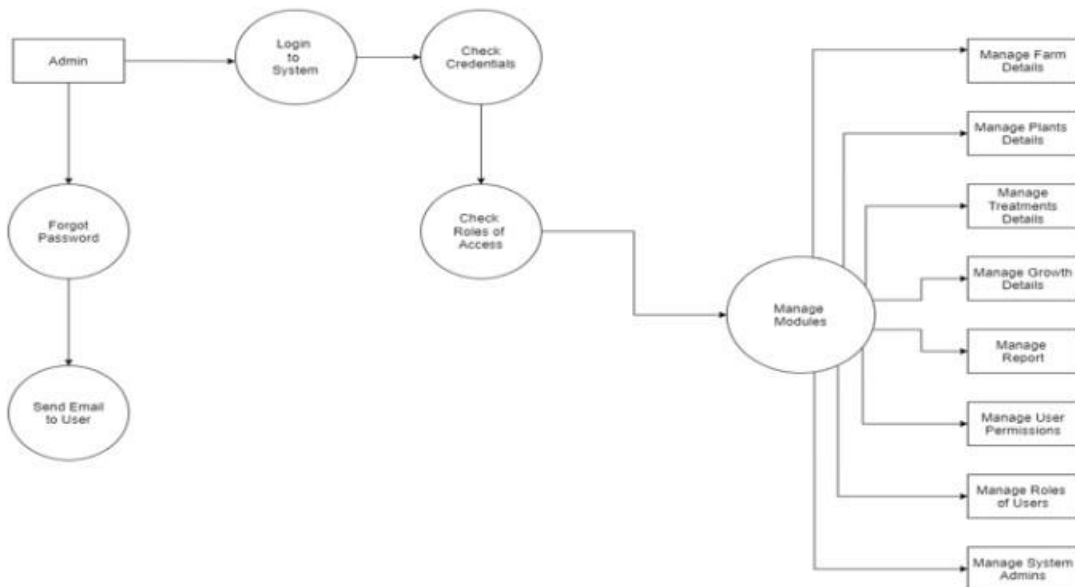 Admin
Login
to
System
Check
Credentials
Forgot
Password
Check
Roles of
Access
Send Email
to User
Manage
Modules
Manage Farm
Details
Manage Plants
Details
Manage
Treatments
Details
Manage Growth
Details
Manage
Report
Manage User
Permissions
Manage Roles
of Users
Manage System
Admins